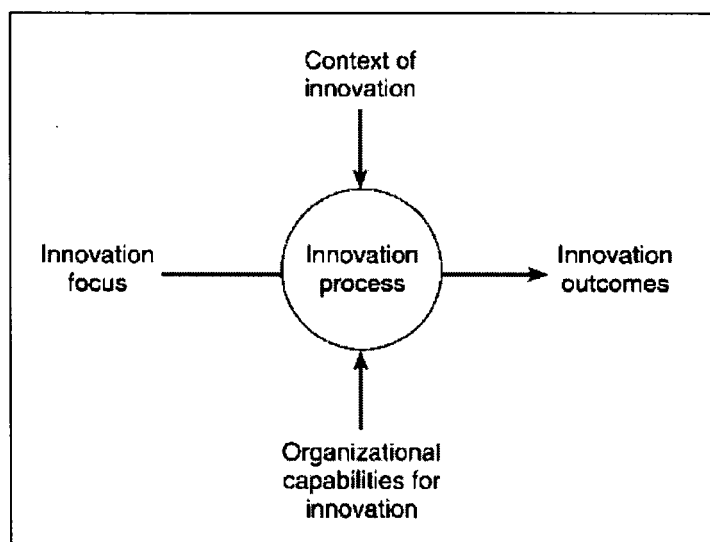 Context of
innovation
Innovation
focus
Innovation
process
Innovation
outcomes
Organizational
capabilities for
innovation